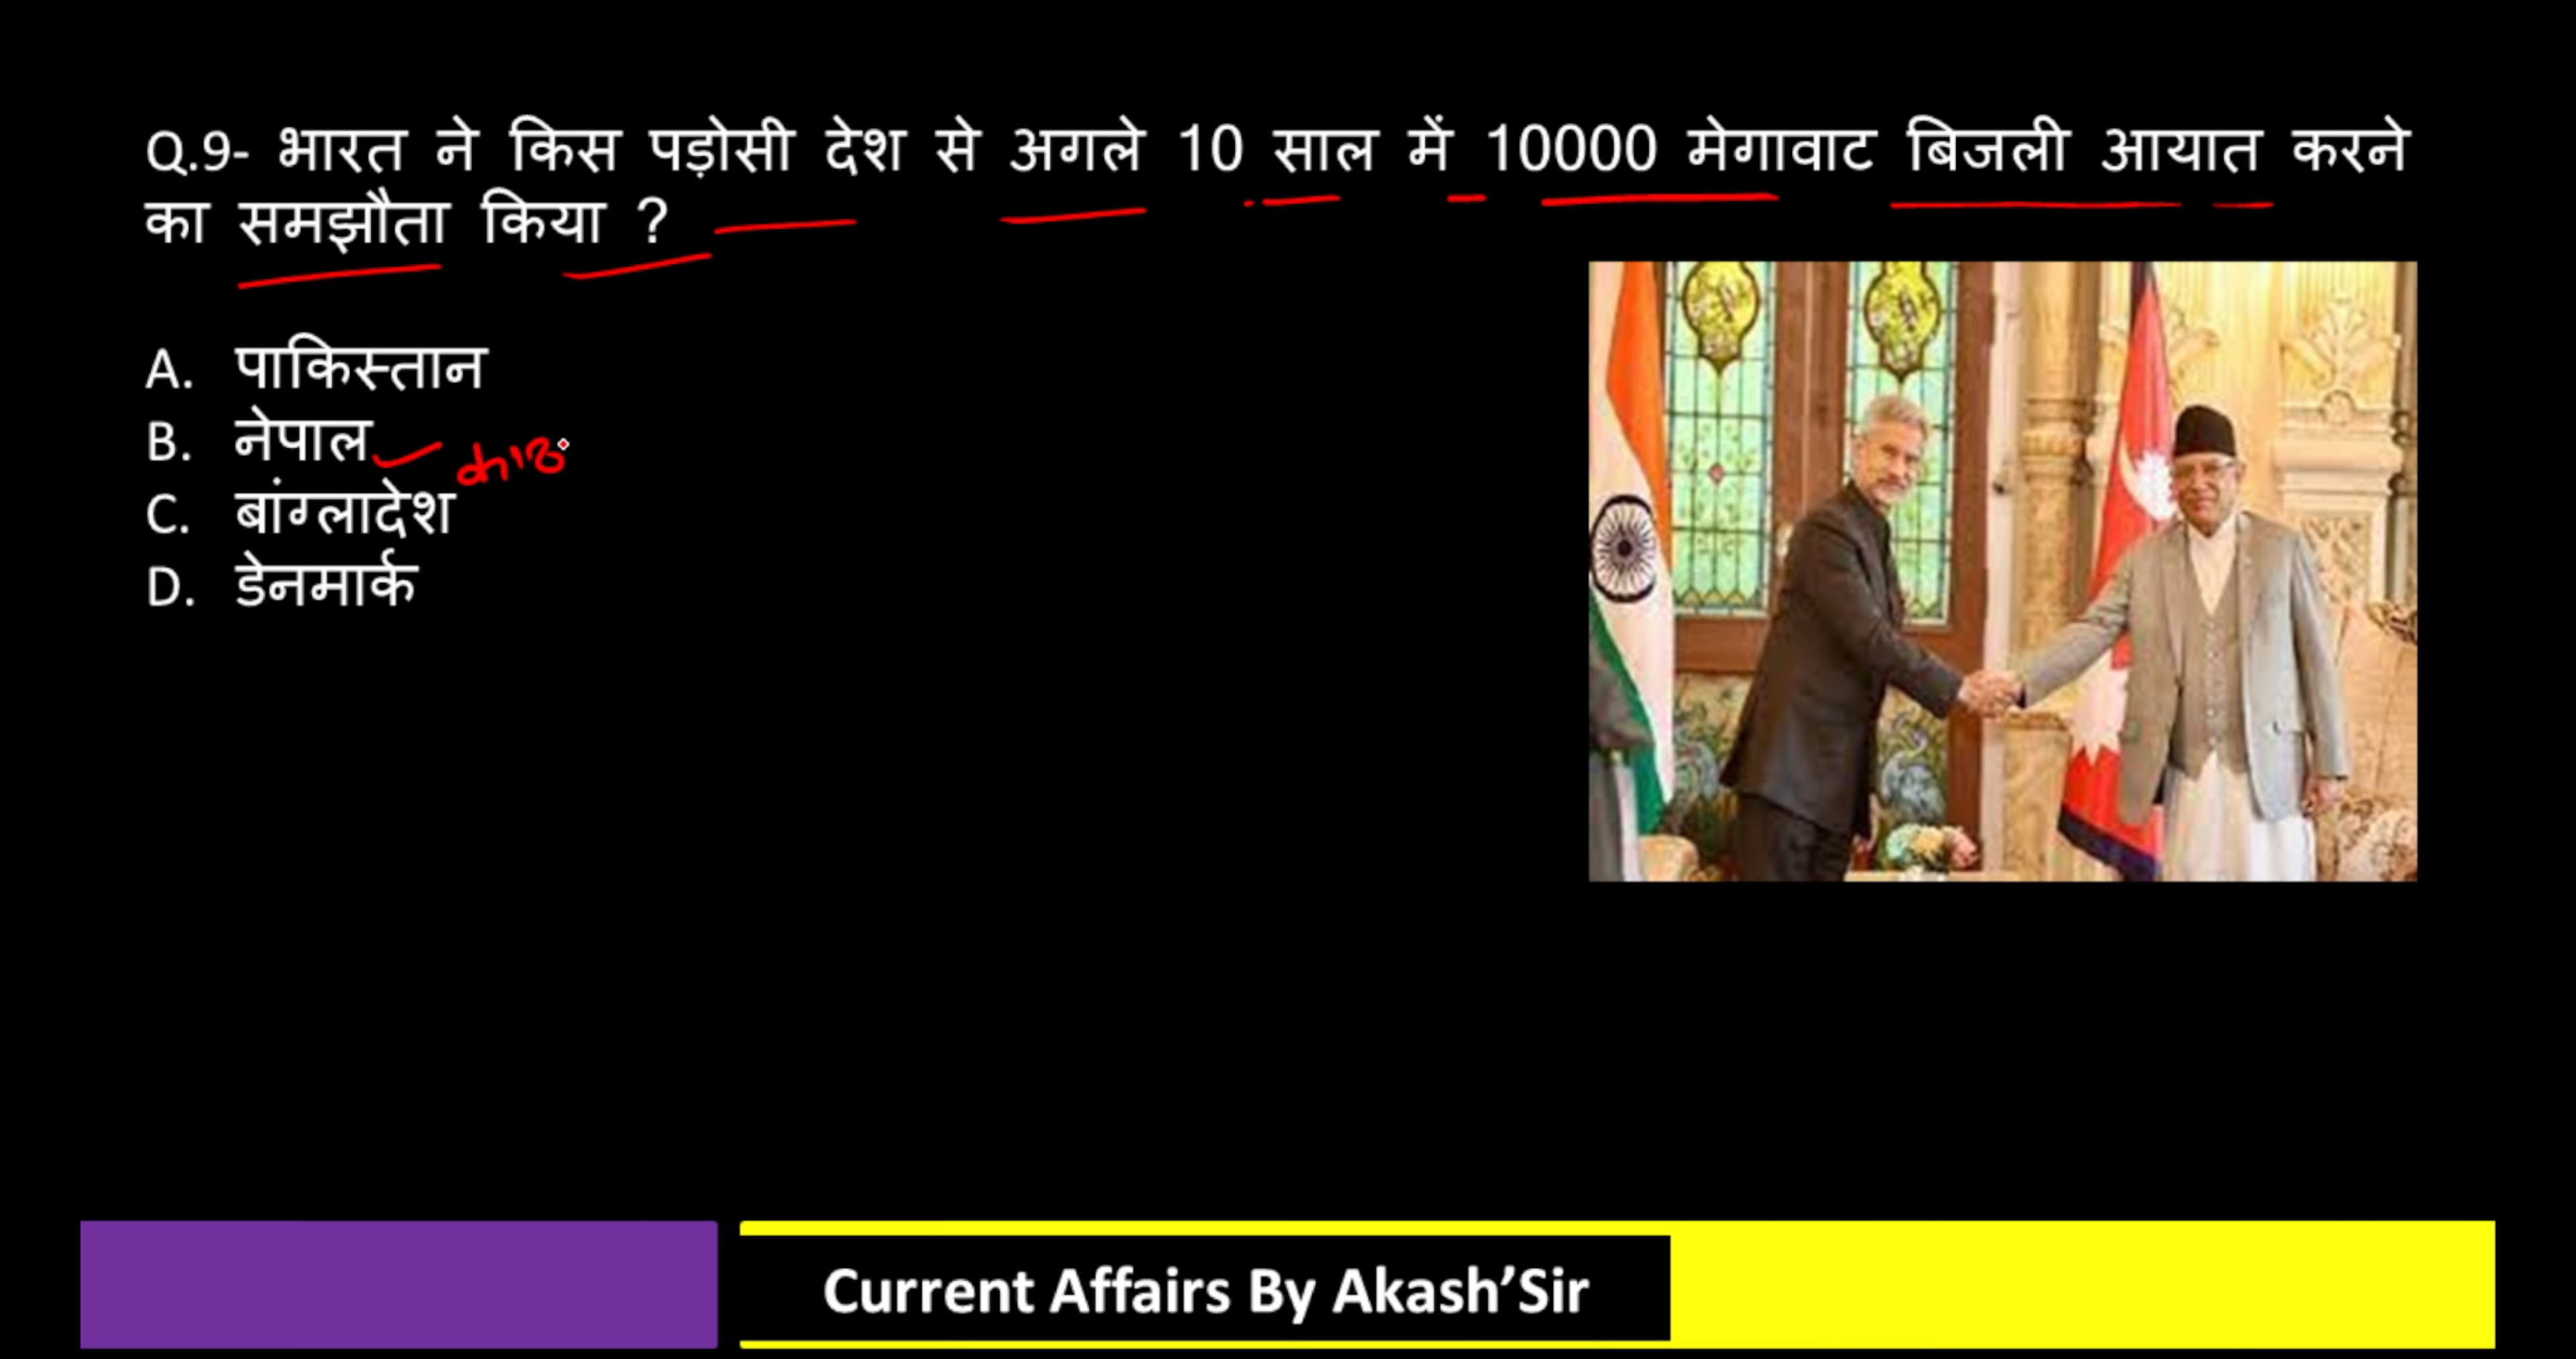 Q.9- भारत ने किस पड़ोसी देश से अगले 10 साल में 10000 मेगावाट बिजली आयात करने
का समझौता किया ?
A. पाकिस्तान
B. नेपाल
C. बांग्लादेश
D. डेनमार्क
Current Affairs By Akash’Sir